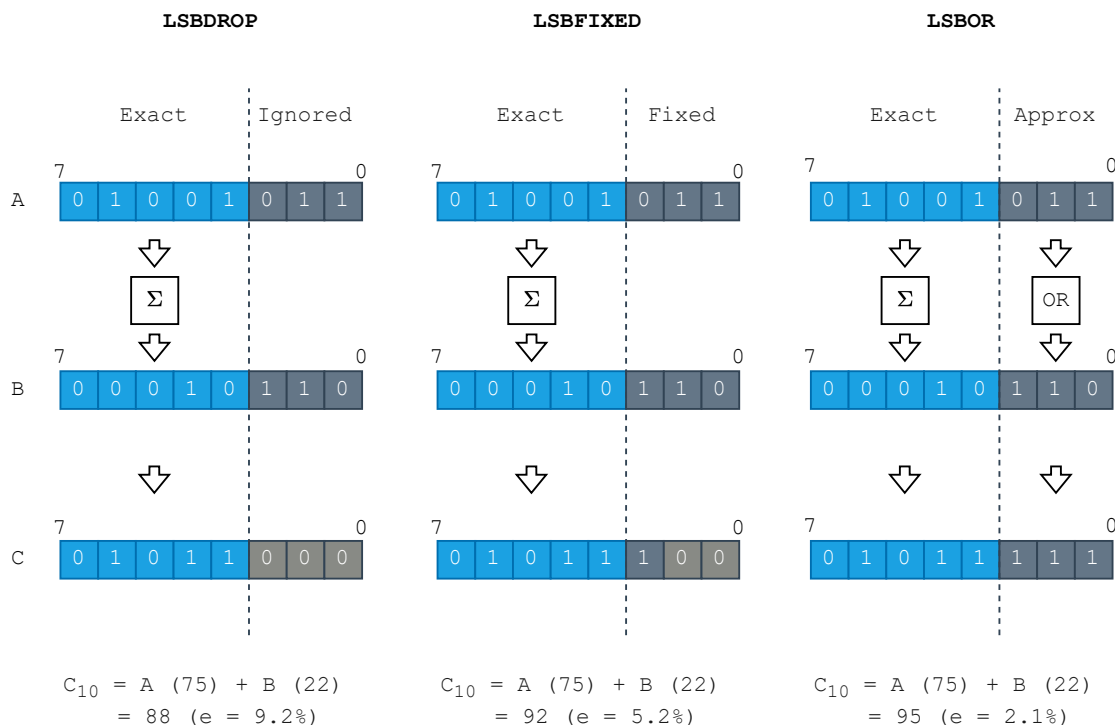 LSBDROP LSBFIXED LSBOR
Exact Ignored Exact Fixed Exact Approx
7 0 7 0 7 0
A 0 1 0 0 1 0 1 1 0 1 0 0 1 0 1 1 0 1 0 0 1 0 1 1
Σ Σ Σ OR
7 0 7 0 7 0
B 0 0 0 1 0 1 1 0 0 0 0 1 0 1 1 0 0 0 0 1 0 1 1 0
7 0 7 0 7 0
C 0 1 0 1 1 0 0 0 0 1 0 1 1 1 0 0 0 1 0 1 1 1 1 1
C₁₀ = A (75) + B (22) C₁₀ = A (75) + B (22) C₁₀ = A (75) + B (22)
= 88 (e = 9.2%) = 92 (e = 5.2%) = 95 (e = 2.1%)